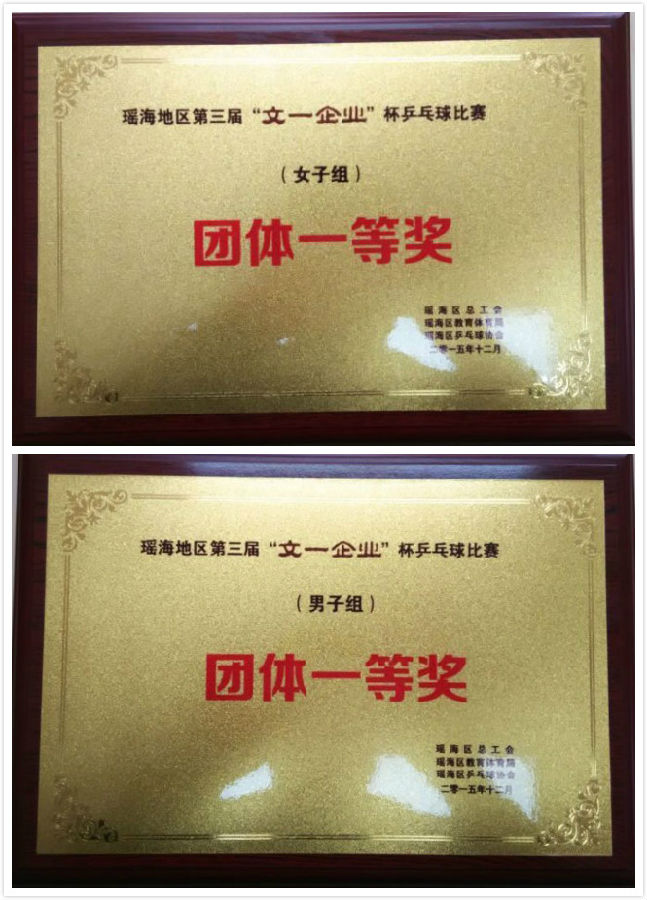 瑶海地区第三届“文一企业”杯乒乓球比赛
（女子组）
团体一等奖
瑶海区总工会
瑶海区教育体育局
瑶海区乒乓球协会
二零一五年十二月
瑶海地区第三届“文一企业”杯乒乓球比赛
（男子组）
团体一等奖
瑶海区总工会
瑶海区教育体育局
瑶海区乒乓球协会
二零一五年十二月